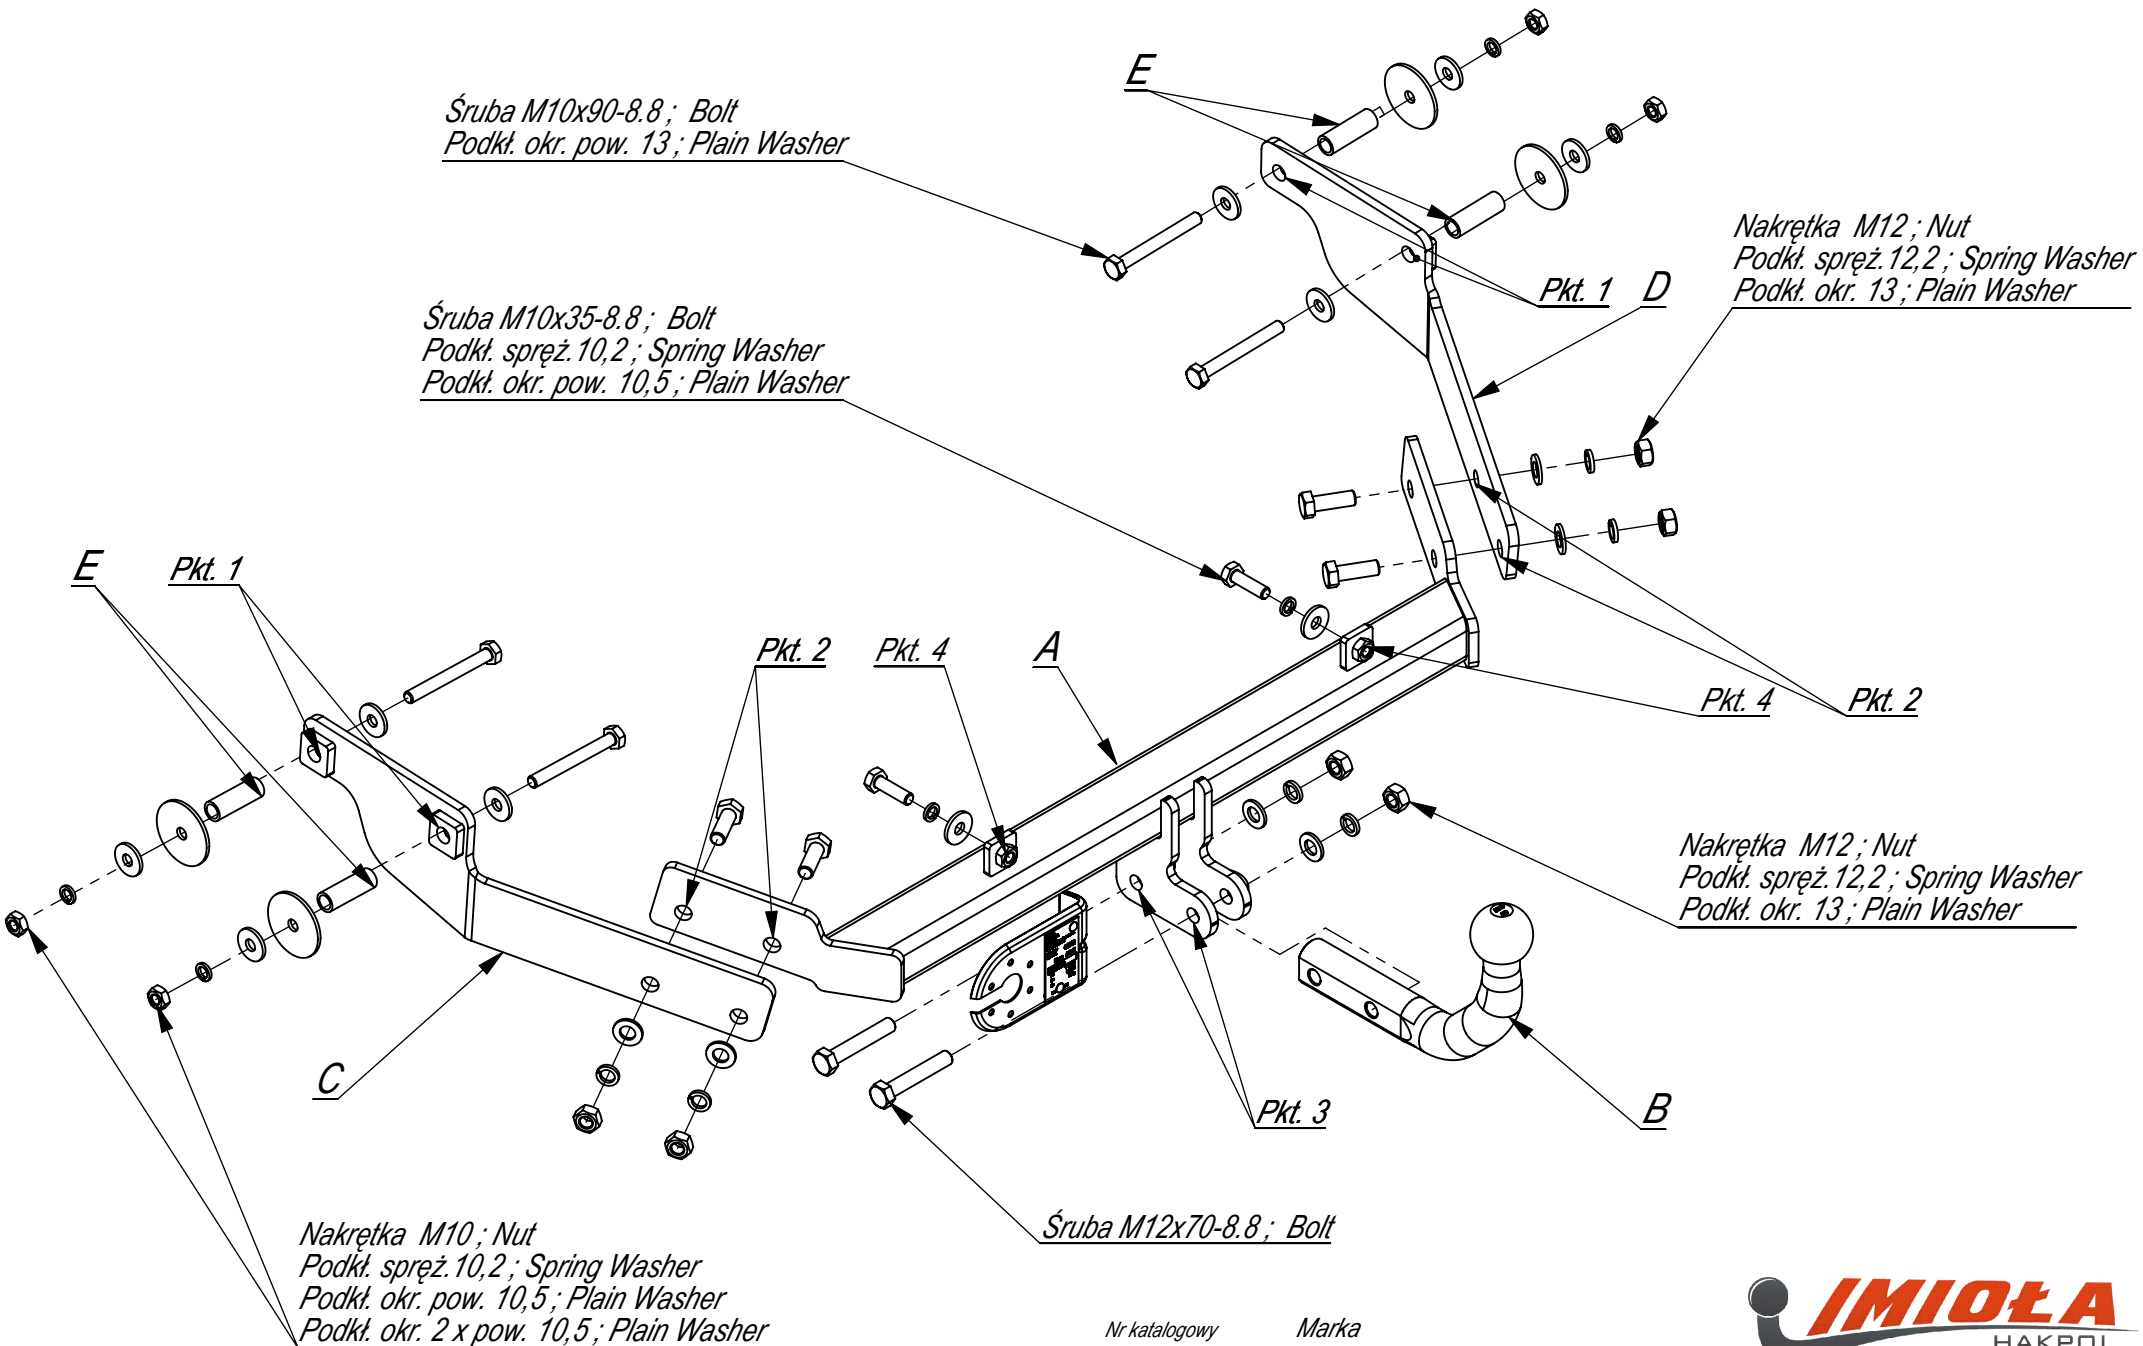 E
Śruba M10x90-8.8 ; Bolt
Podkł. okr. pow. 13 ; Plain Washer
Nakrętka M12 ; Nut
Podkł. spręż. 12,2 ; Spring Washer
Podkł. okr. 13 ; Plain Washer
Pkt. 1
D
Śruba M10x35-8.8 ; Bolt
Podkł. spręż. 10,2 ; Spring Washer
Podkł. okr. pow. 10,5 ; Plain Washer
E
Pkt. 1
Pkt. 2
Pkt. 4
A
Pkt. 4
Pkt. 2
Nakrętka M12 ; Nut
Podkł. spręż. 12,2 ; Spring Washer
Podkł. okr. 13 ; Plain Washer
C
Pkt. 3
B
Śruba M12x70-8.8 ; Bolt
Nakrętka M10 ; Nut
Podkł. spręż. 10,2 ; Spring Washer
Podkł. okr. pow. 10,5 ; Plain Washer
Podkł. okr. 2 x pow. 10,5 ; Plain Washer
Nr katalogowy
Marka
IMIOŁA
HAKPOL